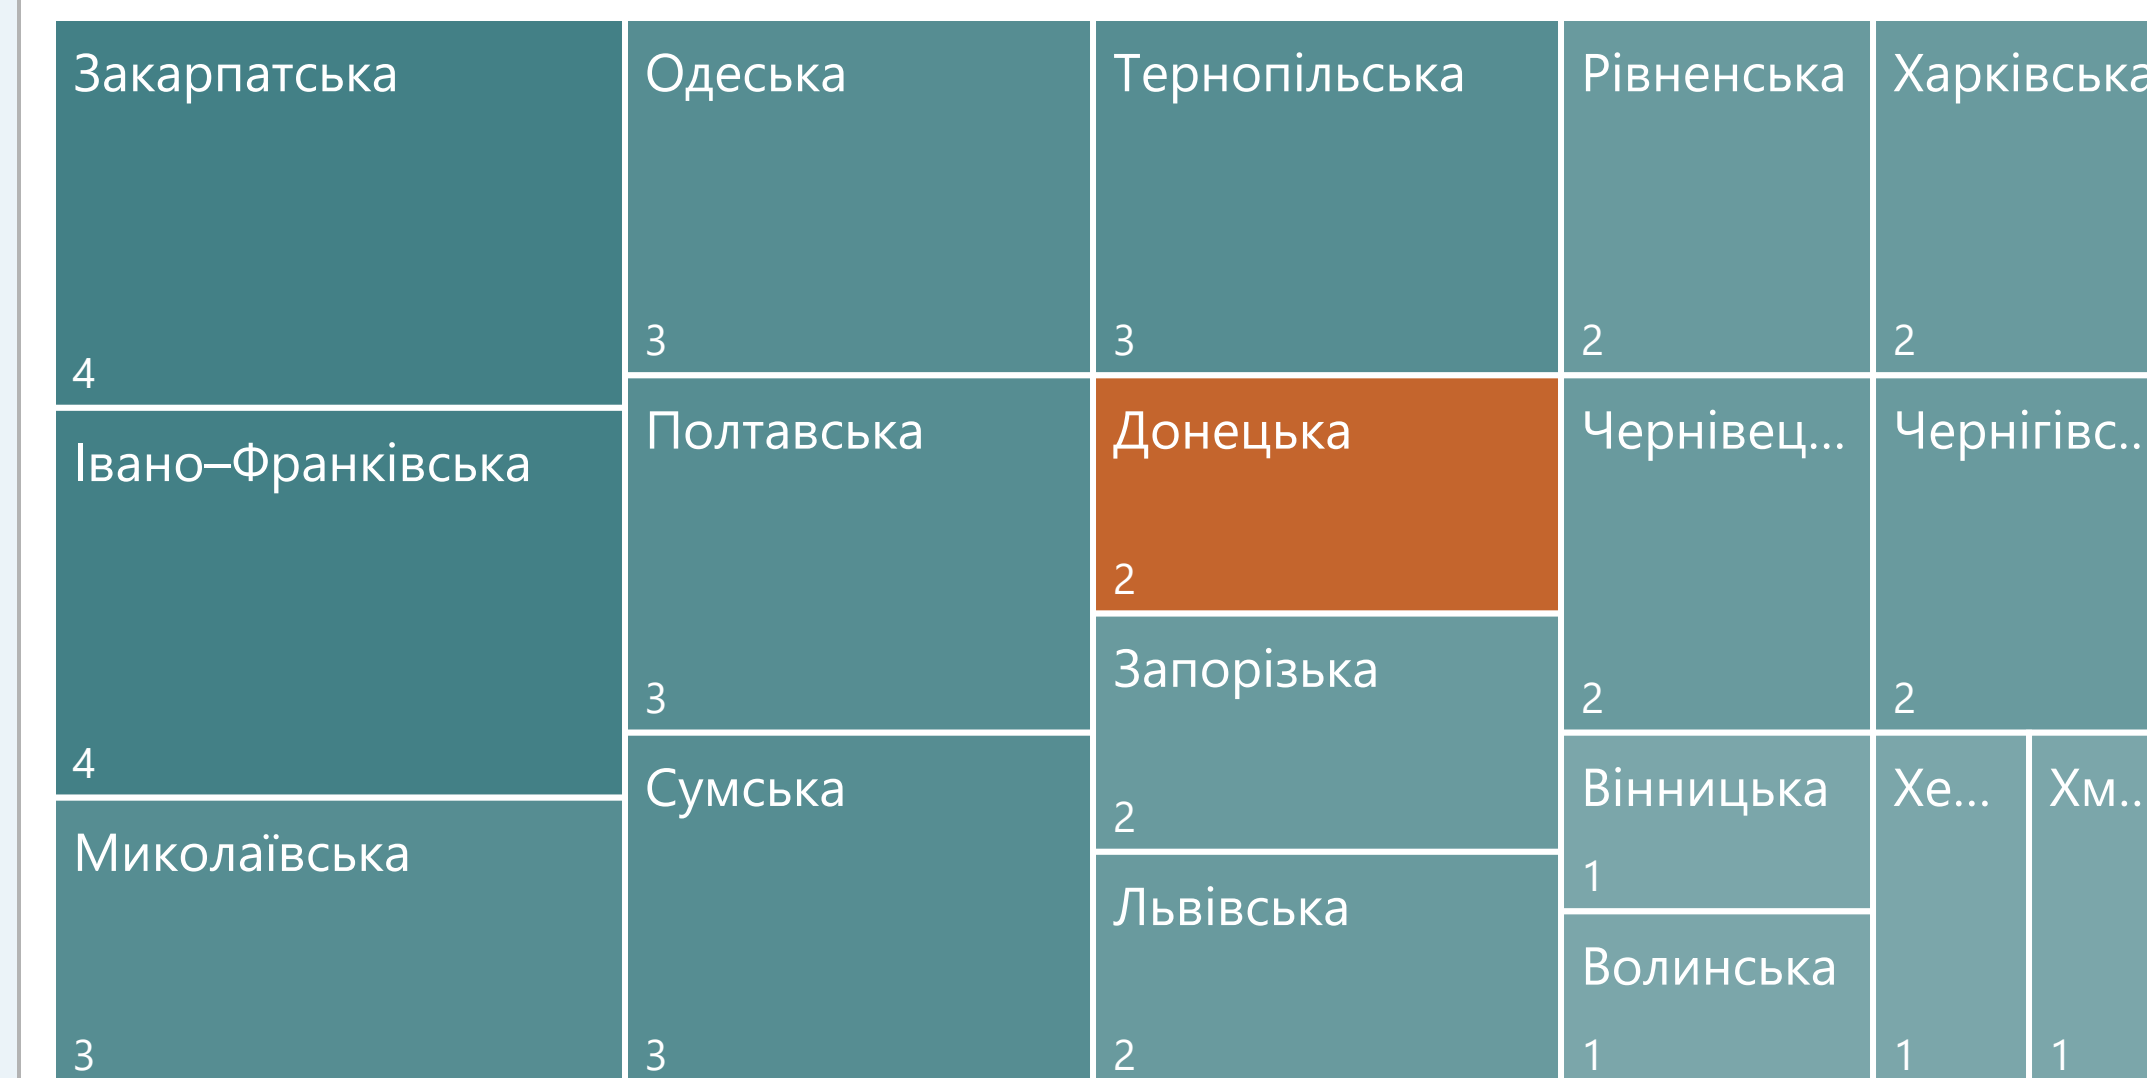 Закарпатська
4
Івано–Франківська
4
Миколаївська
3
Одеська
3
Полтавська
3
Сумська
3
Тернопільська
3
Донецька
2
Запорізька
2
Львівська
2
Рівненська
2
Харківська
2
Чернівец...
2
Чернігівс...
2
Вінницька
1
Волинська
1
Хе...
1
Хм...
1